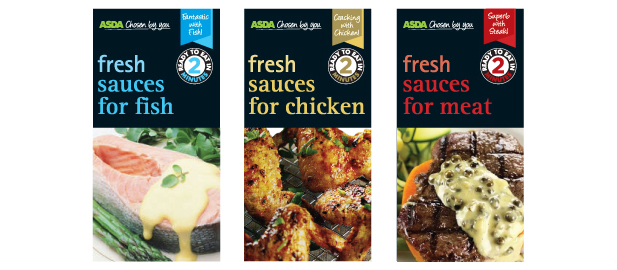 ASDA Chosen by you
Fantastic
with
Fish!
READY TO EAT IN
2
MINUTES
fresh
sauces
for fish
ASDA Chosen by you
Cracking
with
Chicken!
READY TO EAT IN
2
MINUTES
fresh
sauces
for chicken
ASDA Chosen by you
Superb
with
Steak!
READY TO EAT IN
2
MINUTES
fresh
sauces
for meat